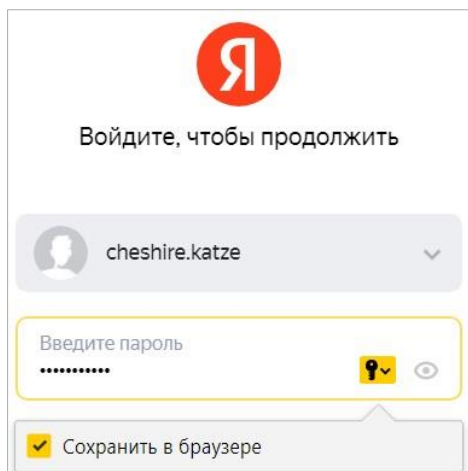 Я
Войдите, чтобы продолжить
cheshire.katze
Введите пароль
•••••••••••
Сохранить в браузере